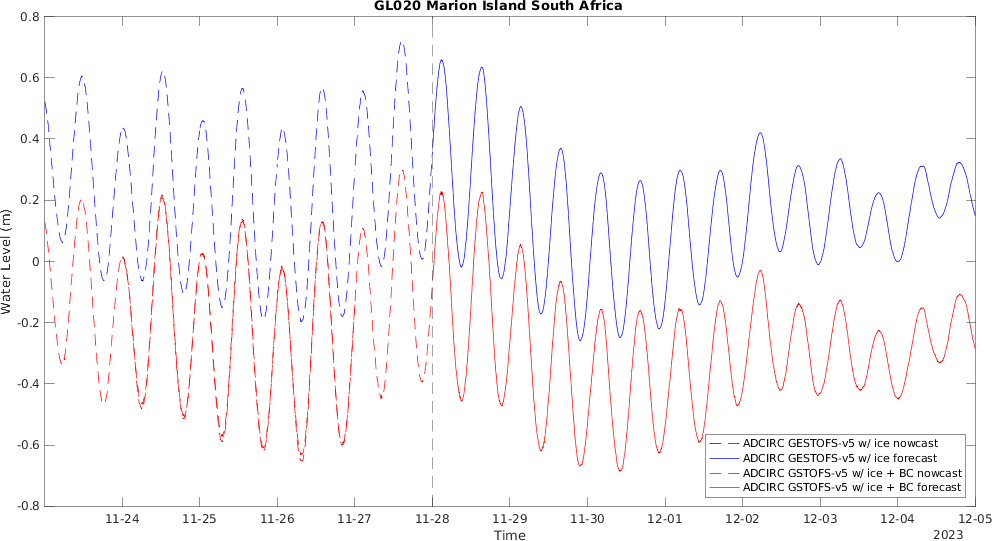 GL020 Marion Island South Africa
0.8
0.6
0.4
0.2
0
-0.2
-0.4
-0.6
-0.8
Water Level (m)
ADCIRC GESTOFS-v5 w/ ice nowcast
ADCIRC GESTOFS-v5 w/ ice forecast
ADCIRC GSTOFS-v5 w/ ice + BC nowcast
ADCIRC GSTOFS-v5 w/ ice + BC forecast
11-24 11-25 11-26 11-27 11-28 11-29 11-30 12-01 12-02 12-03 12-04 12-05
Time
2023